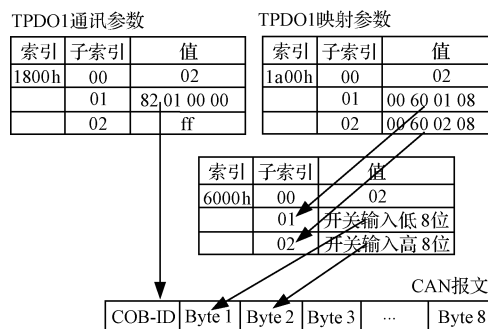 TPDO1通讯参数 TPDO1映射参数
索引 子索引 值
1800h 00 02
01 82 01 00 00
02 ff
索引 子索引 值
1a00h 00 02
01 00 60 01 08
02 00 60 02 08
索引 子索引 值
6000h 00 02
01 开关输入低 8位
02 开关输入高 8位
CAN报文
COB-ID Byte 1 Byte 2 Byte 3 ... Byte 8